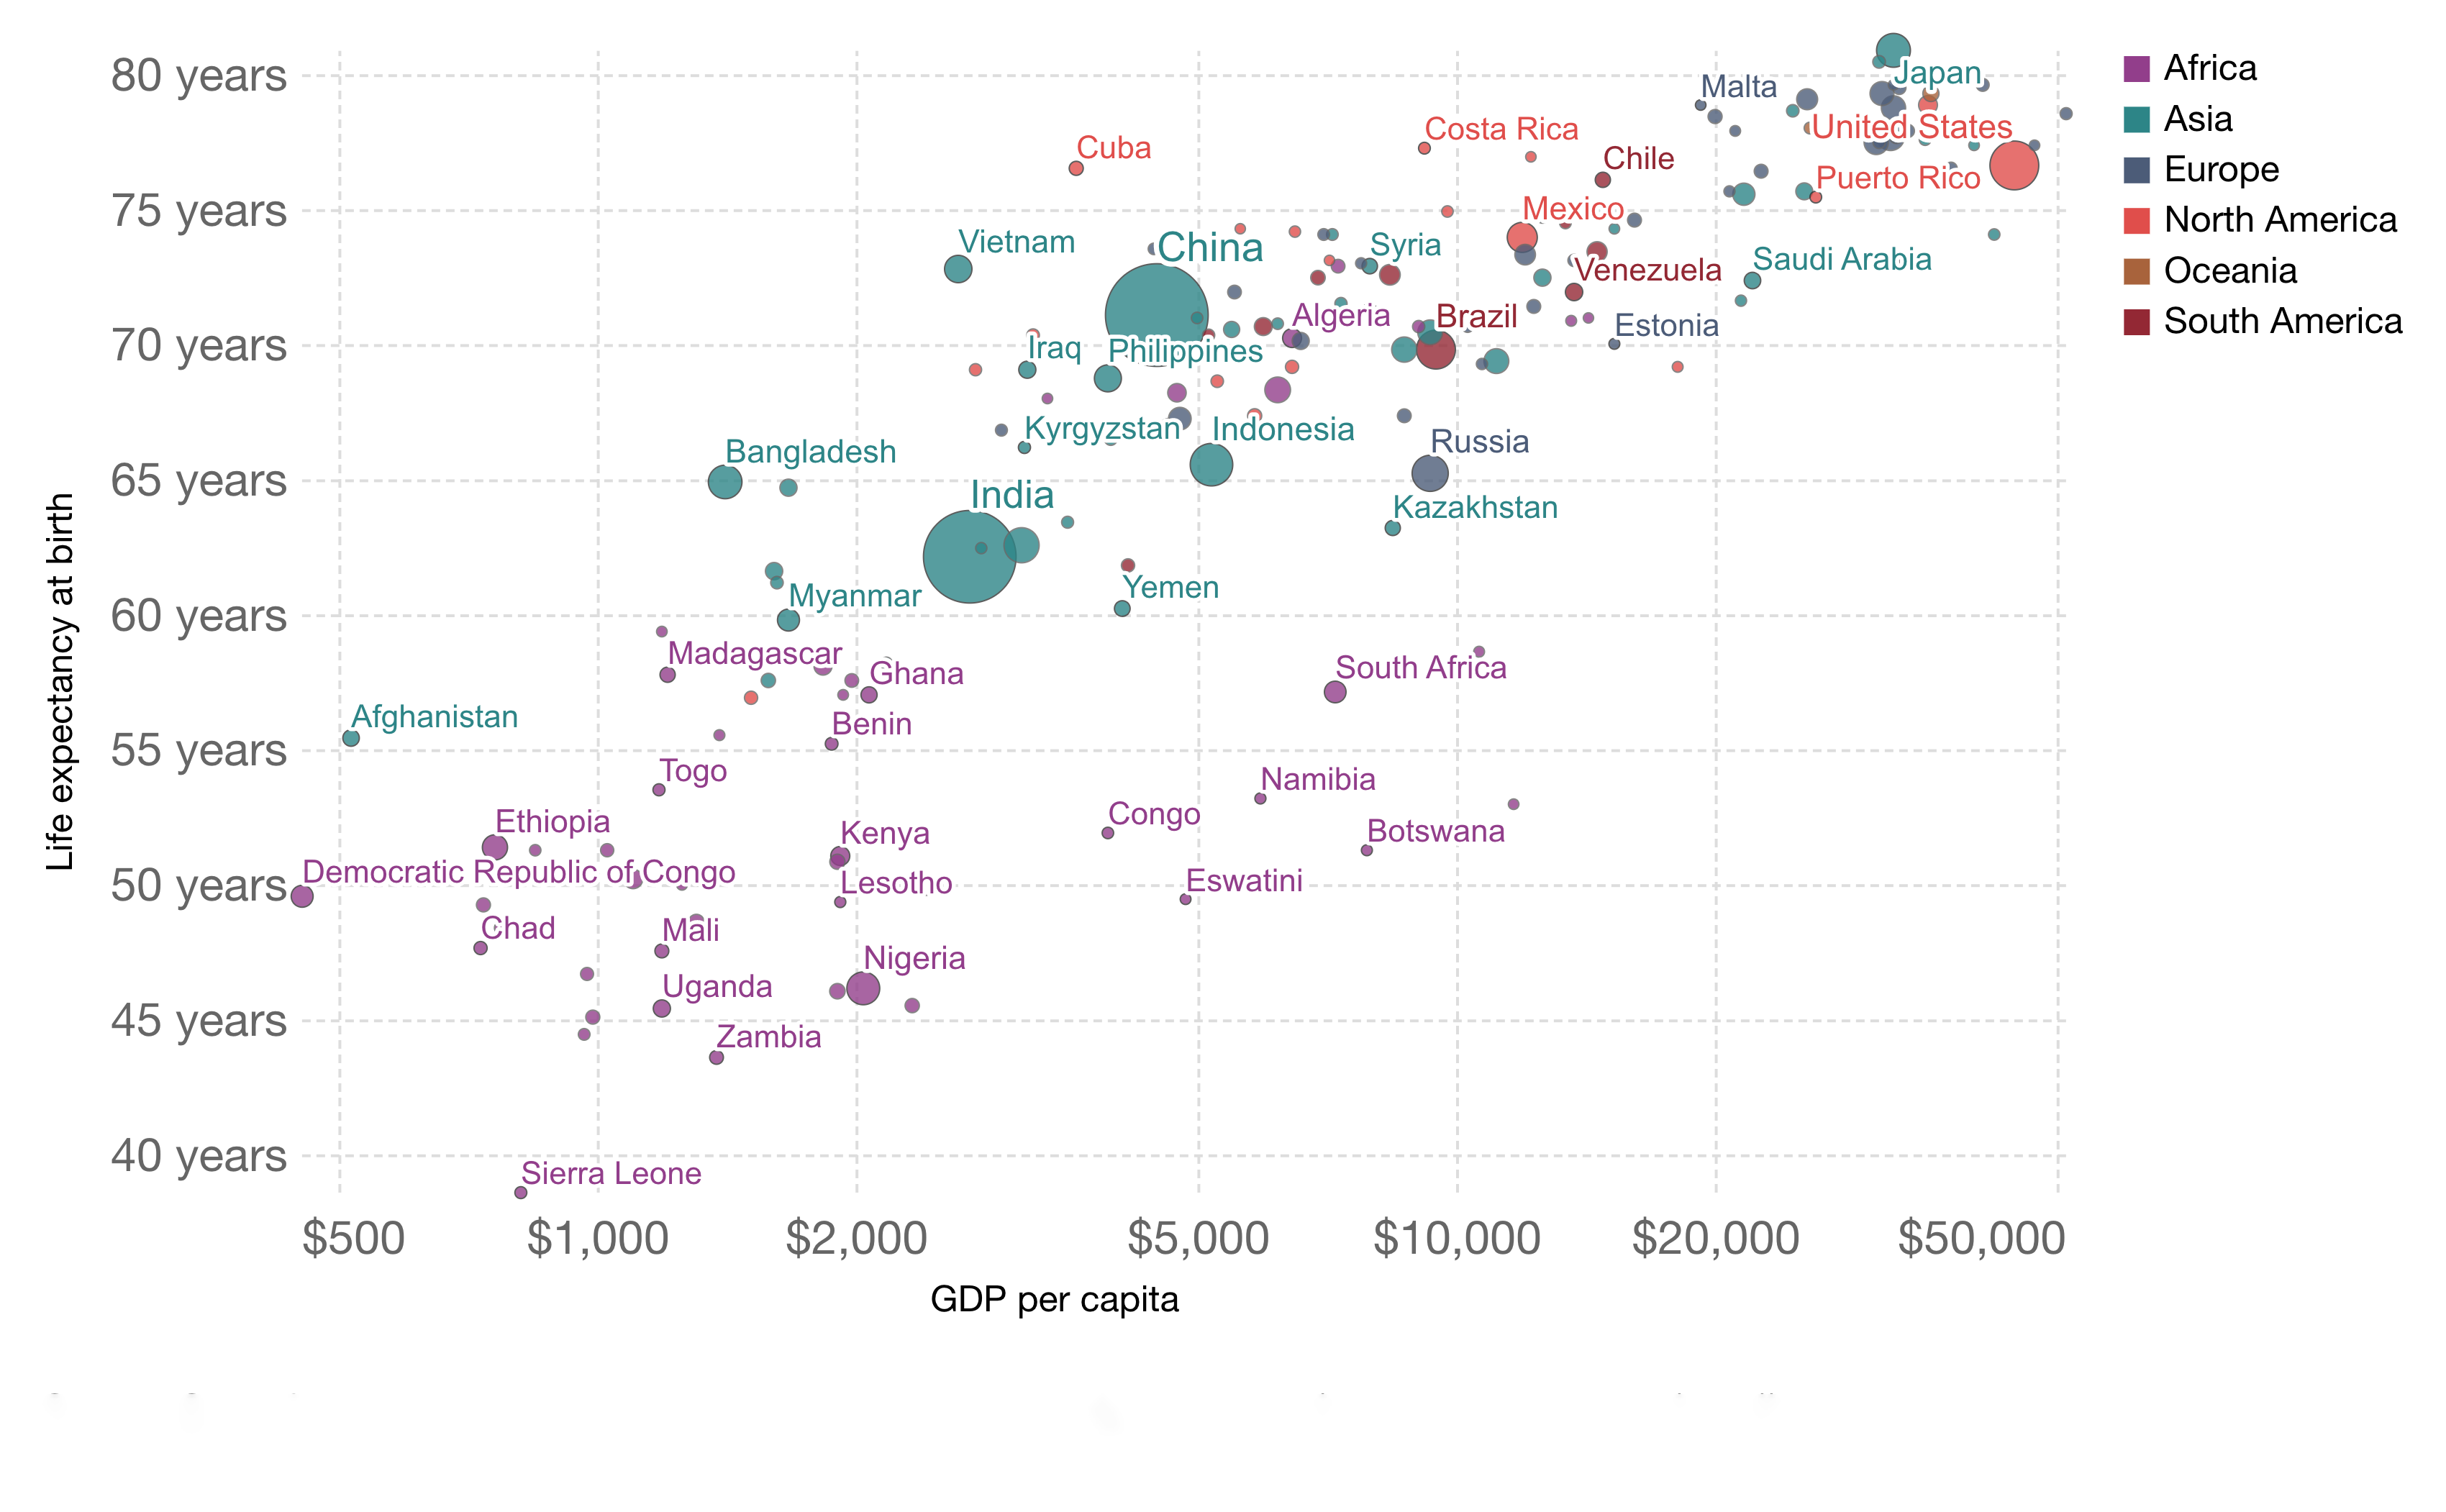 80 years
75 years
70 years
65 years
60 years
55 years
50 years
45 years
40 years
Life expectancy at birth
$500
$1,000
$2,000
$5,000
$10,000
$20,000
$50,000
GDP per capita
Africa
Asia
Europe
North America
Oceania
South America
Japan
Malta
United States
Costa Rica
Cuba
Chile
Puerto Rico
Mexico
Vietnam
China
Syria
Saudi Arabia
Venezuela
Algeria
Brazil
Estonia
Iraq
Philippines
Kyrgyzstan
Indonesia
Russia
Bangladesh
India
Kazakhstan
Yemen
Myanmar
Madagascar
Ghana
South Africa
Afghanistan
Benin
Togo
Namibia
Congo
Ethiopia
Kenya
Botswana
Democratic Republic of Congo
Lesotho
Eswatini
Chad
Mali
Nigeria
Uganda
Zambia
Sierra Leone